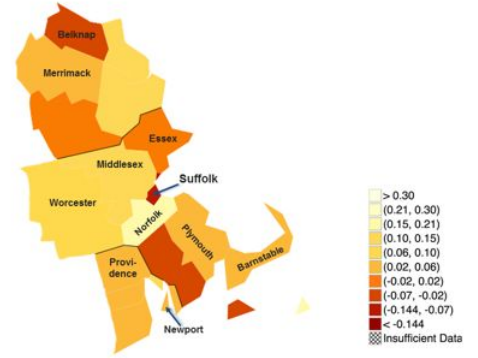 Belknap
Merrimack
Essex
Middlesex
Suffolk
Worcester
Norfolk
Plymouth
Provi-
dence
Barnstable
Newport
> 0.30
(0.21, 0.30)
(0.15, 0.21)
(0.10, 0.15)
(0.06, 0.10)
(0.02, 0.06)
(-0.02, 0.02)
(-0.07, -0.02)
(-0.144, -0.07)
< -0.144
Insufficient Data